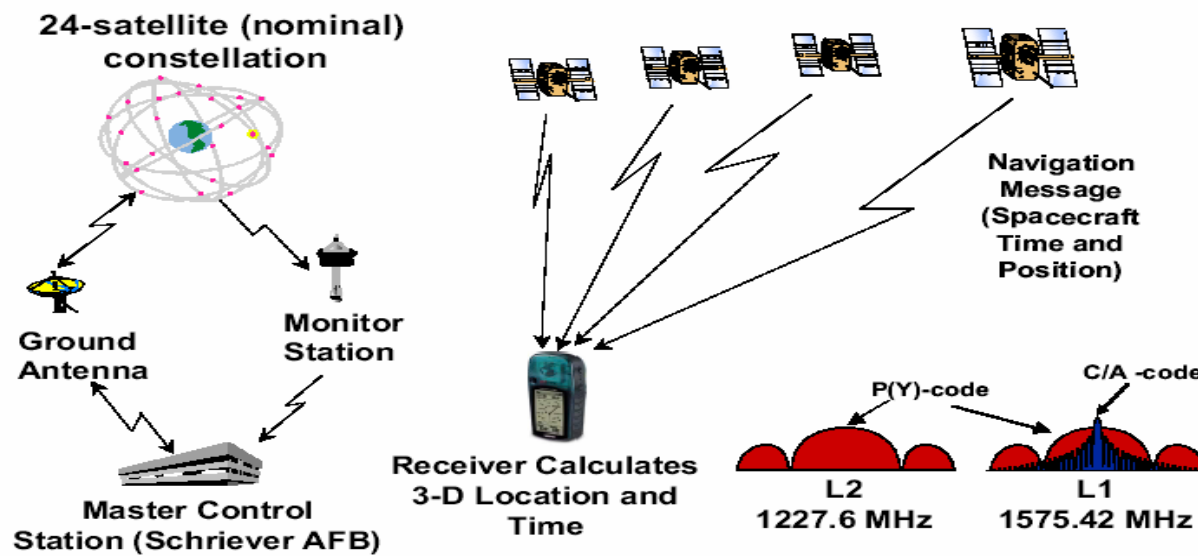 24-satellite (nominal)
constellation
Ground
Antenna
Monitor
Station
Master Control
Station (Schriever AFB)
Navigation
Message
(Spacecraft
Time and
Position)
Receiver Calculates
3-D Location and
Time
P(Y)-code
C/A -code
L2
1227.6 MHz
L1
1575.42 MHz